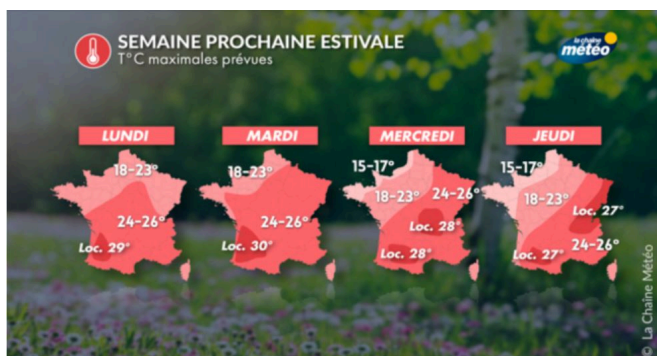 SEMAINE PROCHAINE ESTIVALE
T°C maximales prévues
la chaîne
météo
LUNDI
18-23°
24-26°
Loc. 29°
MARDI
18-23°
24-26°
Loc. 30°
MERCREDI
15-17°
18-23°
24-26°
Loc. 28°
Loc. 28°
JEUDI
15-17°
18-23°
Loc. 27°
24-26°
Loc. 27°
© La Chaîne Météo